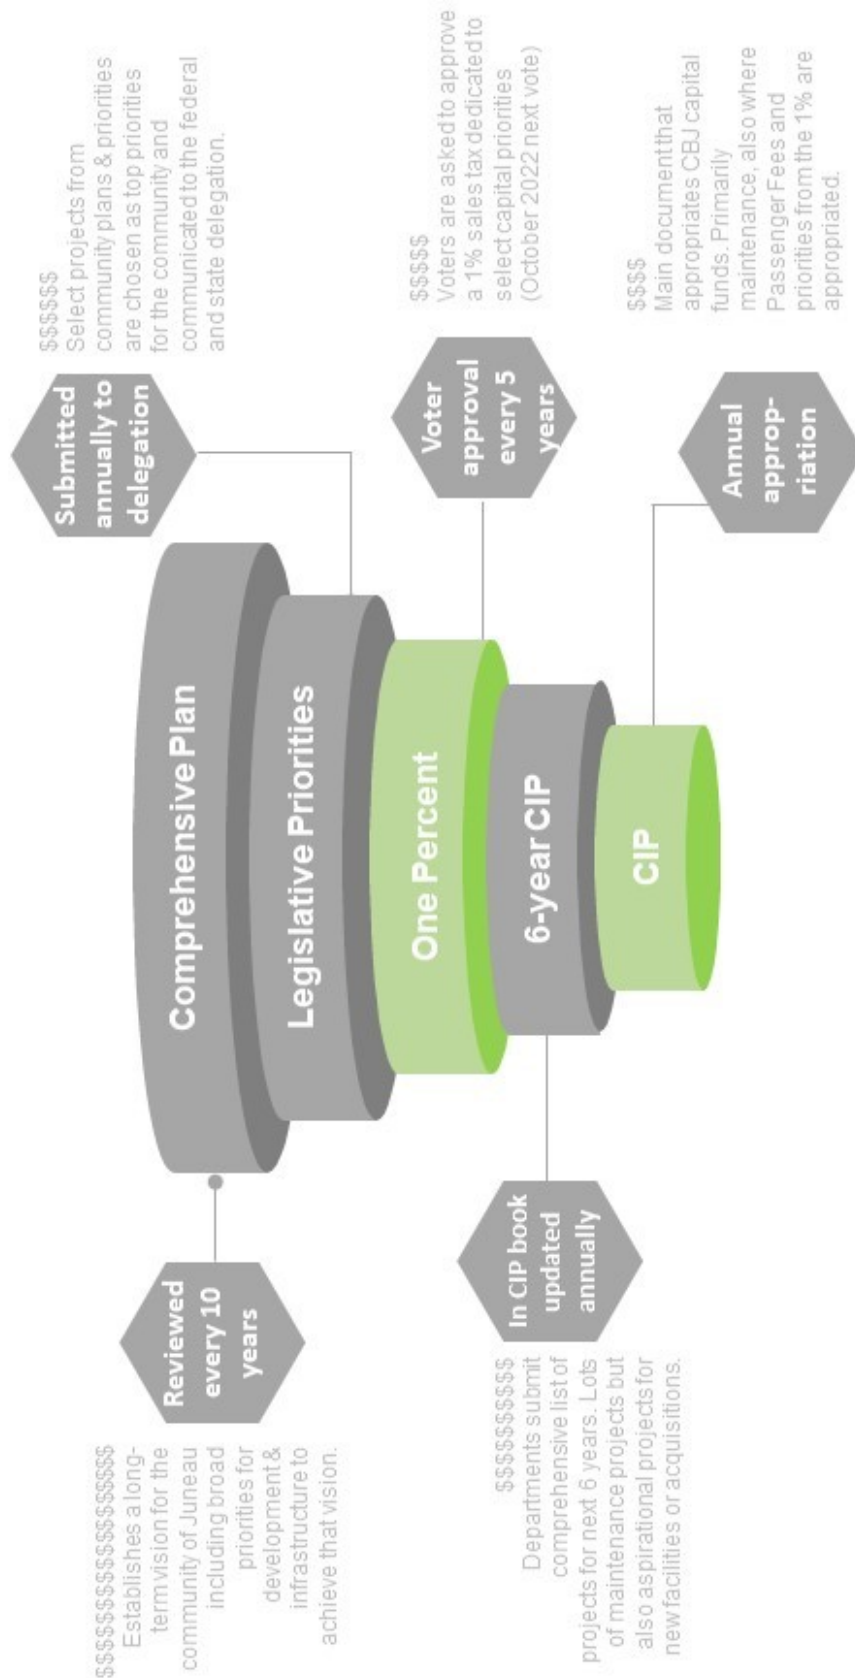 Comprehensive Plan
Legislative Priorities
One Percent
6-year CIP
CIP
Reviewed
every 10
years
$$$$$$$$$$$$$$$$$$$$$$
Establishes a long-
term vision for the
community of Juneau
including broad
priorities for
development &
infrastructure to
achieve that vision.
Submitted
annually to
delegation
$$$$$$
Select projects from
community plans & priorities
are chosen as top priorities
for the community and
communicated to the federal
and state delegation.
Voter
approval
every 5
years
$$$$$
Voters are asked to approve
a 1% sales tax dedicated to
select capital priorities
(October 2022 next vote)
In CIP book
updated
annually
$$$$$$$$$$$
Departments submit
comprehensive list of
projects for next 6 years. Lots
of maintenance projects but
also aspirational projects for
new facilities or acquisitions.
Annual
approp-
riation
$$$$
Main document that
appropriates CBJ capital
funds. Primarily
maintenance, also where
Passenger Fees and
priorities from the 1% are
appropriated.